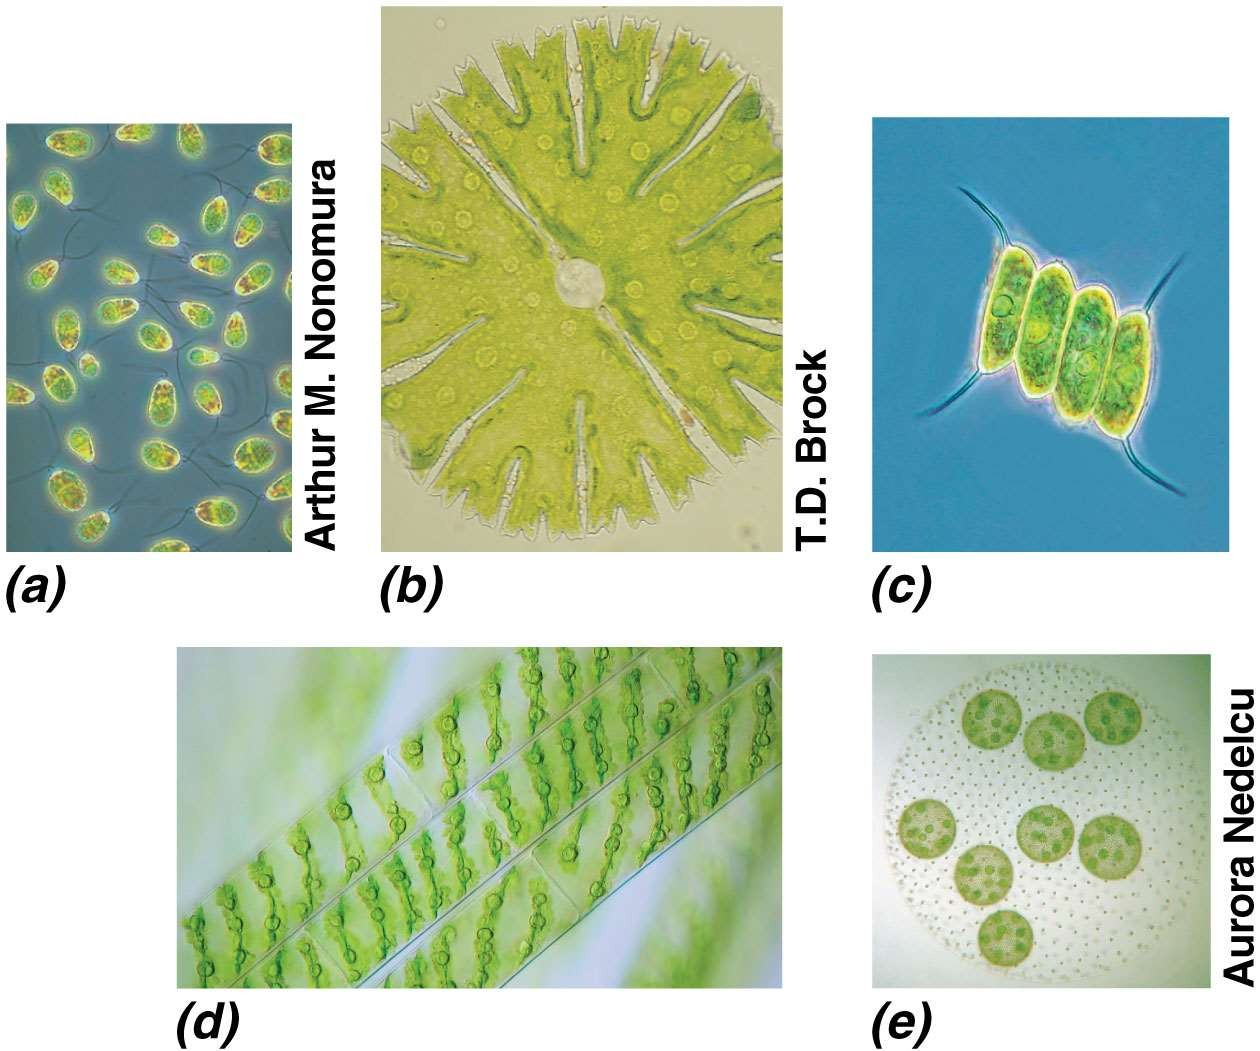 Arthur M. Nonomura
T.D. Brock
(a)
(b)
(c)
Aurora Nedelcu
(d)
(e)